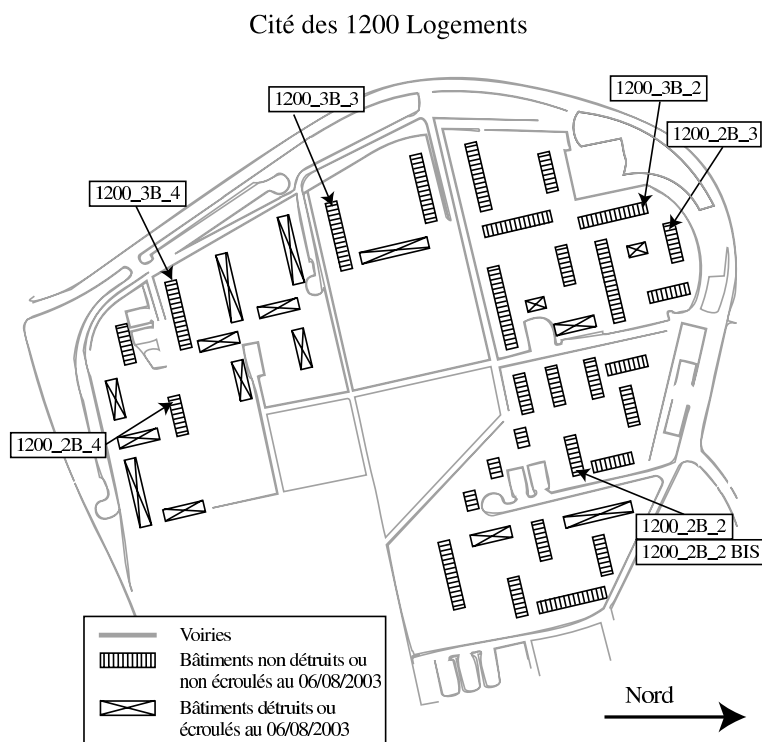 Cité des 1200 Logements
1200_3B_2
1200_3B_3
1200_2B_3
1200_3B_4
1200_2B_4
1200_2B_2
1200_2B_2 BIS
Voiries
Bâtiments non détruits ou
non écroulés au 06/08/2003
Bâtiments détruits ou
écroulés au 06/08/2003
Nord